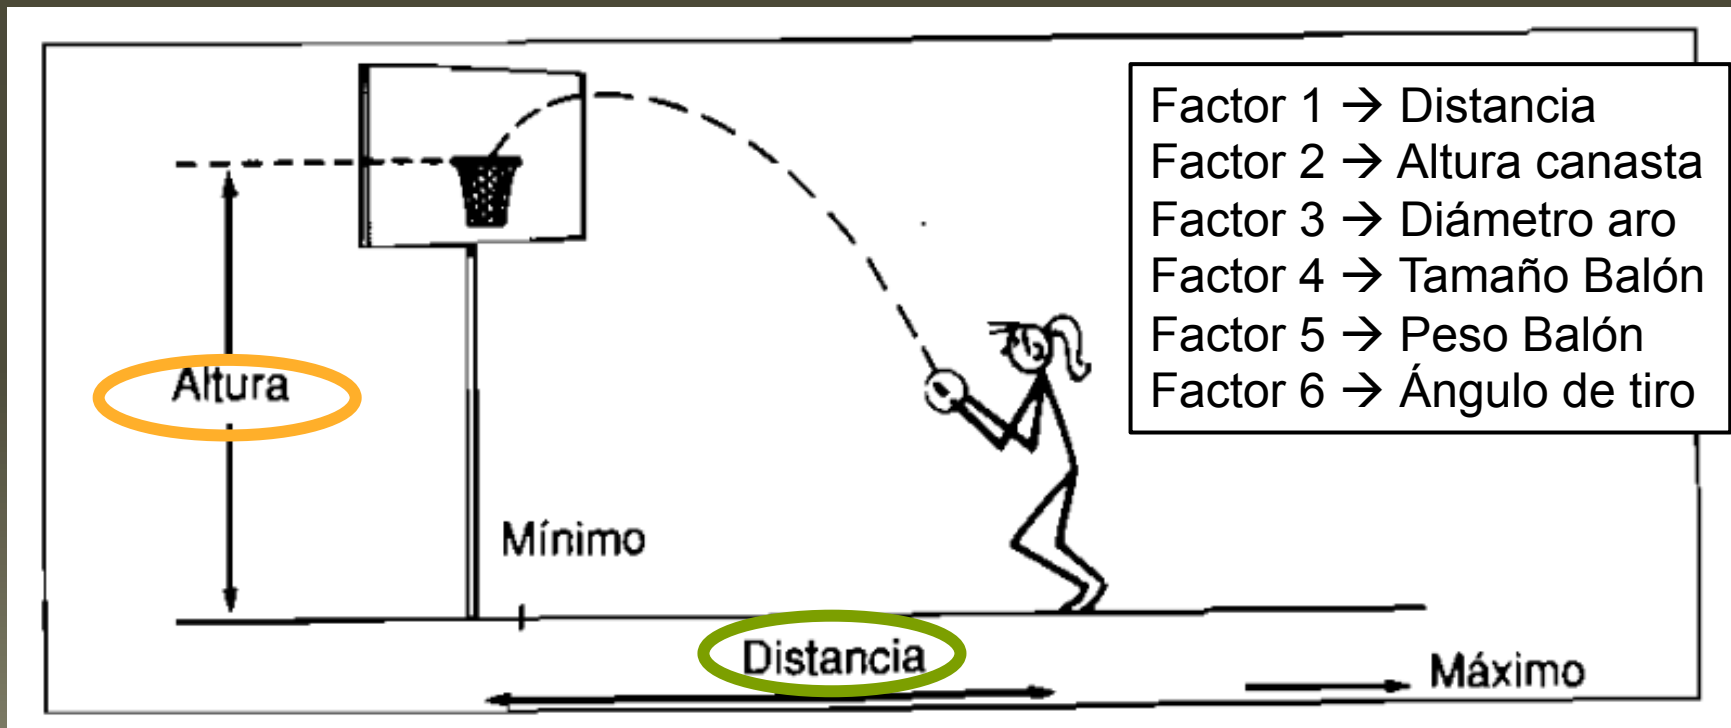 Factor 1 → Distancia
Factor 2 → Altura canasta
Factor 3 → Diámetro aro
Factor 4 → Tamaño Balón
Factor 5 → Peso Balón
Factor 6 → Ángulo de tiro
Altura
Mínimo
Distancia
Máximo